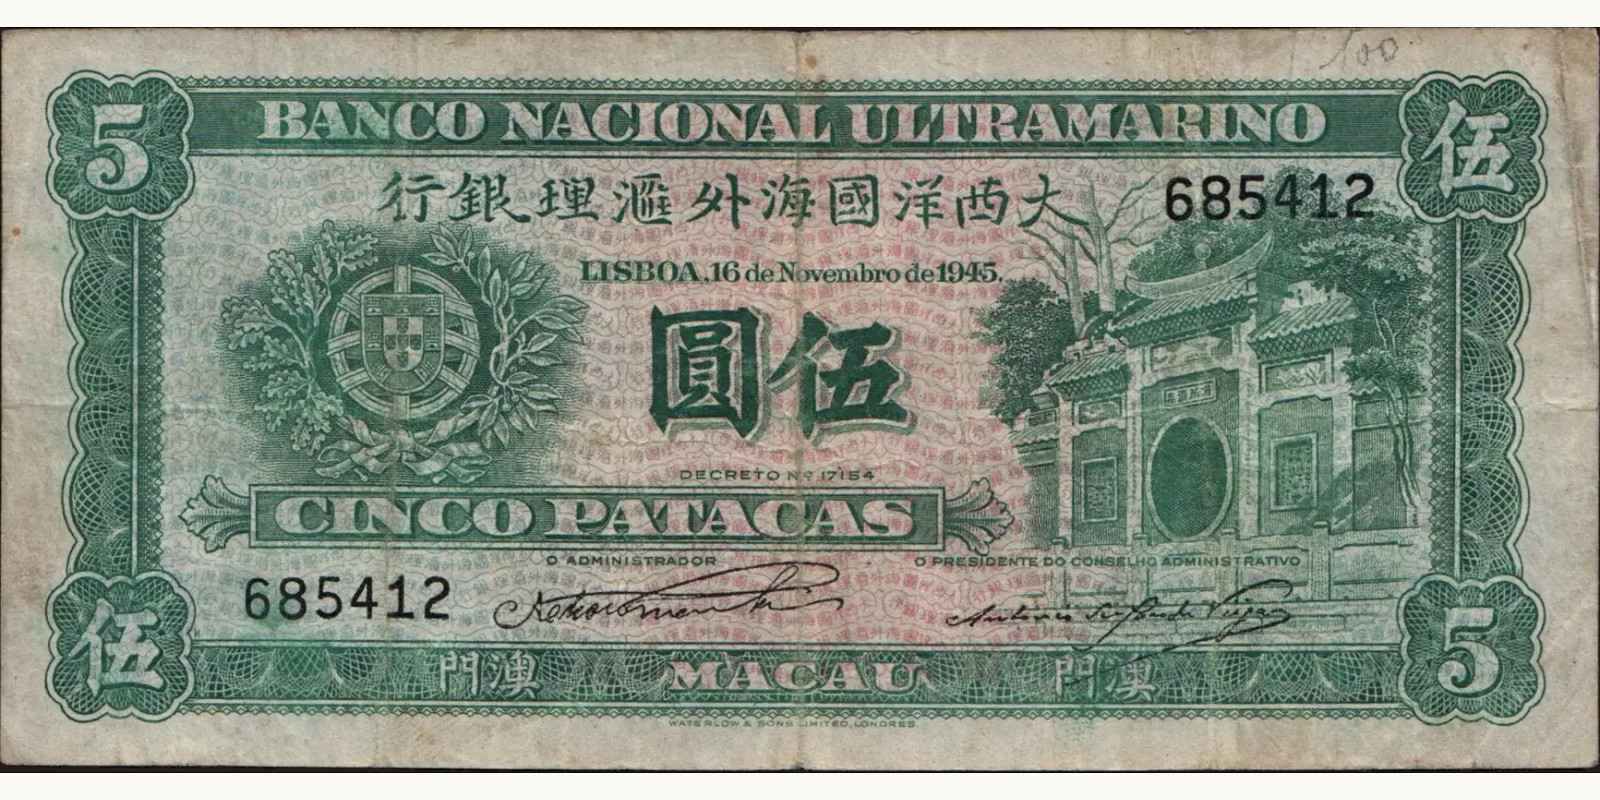 100
5 BANCO NACIONAL ULTRAMARINO 伍
行銀理滙外海國洋西大 685412
LISBOA, 16 de Novembro de 1945.
圓伍
DECRETO Nº 17154
CINCO PATACAS
O ADMINISTRADOR O PRESIDENTE DO CONSELHO ADMINISTRATIVO
685412
伍 門澳 MACAU 門澳 5
WATERLOW & SONS LIMITED, LONDRES.